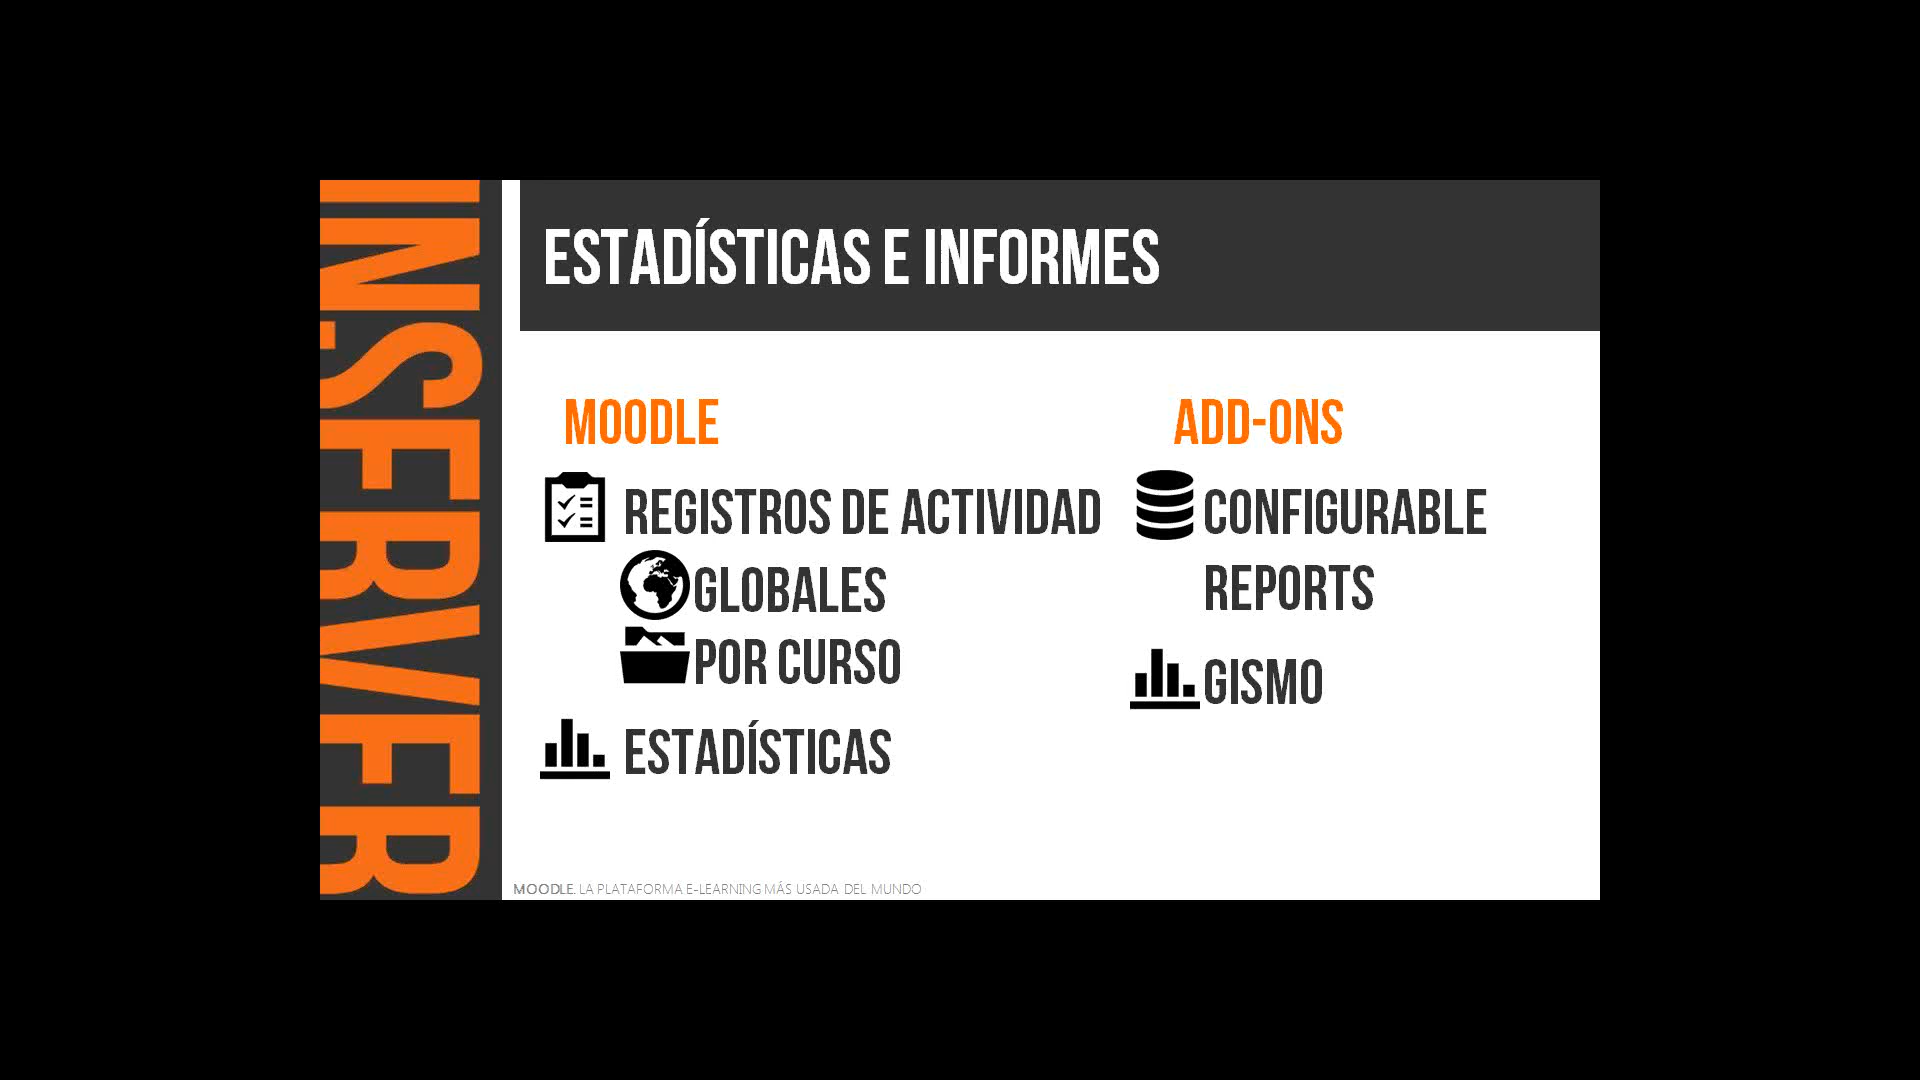 INSERVER
ESTADÍSTICAS E INFORMES
MOODLE
REGISTROS DE ACTIVIDAD
GLOBALES
POR CURSO
ESTADÍSTICAS
ADD-ONS
CONFIGURABLE
REPORTS
GISMO
MOODLE. LA PLATAFORMA E-LEARNING MÁS USADA DEL MUNDO